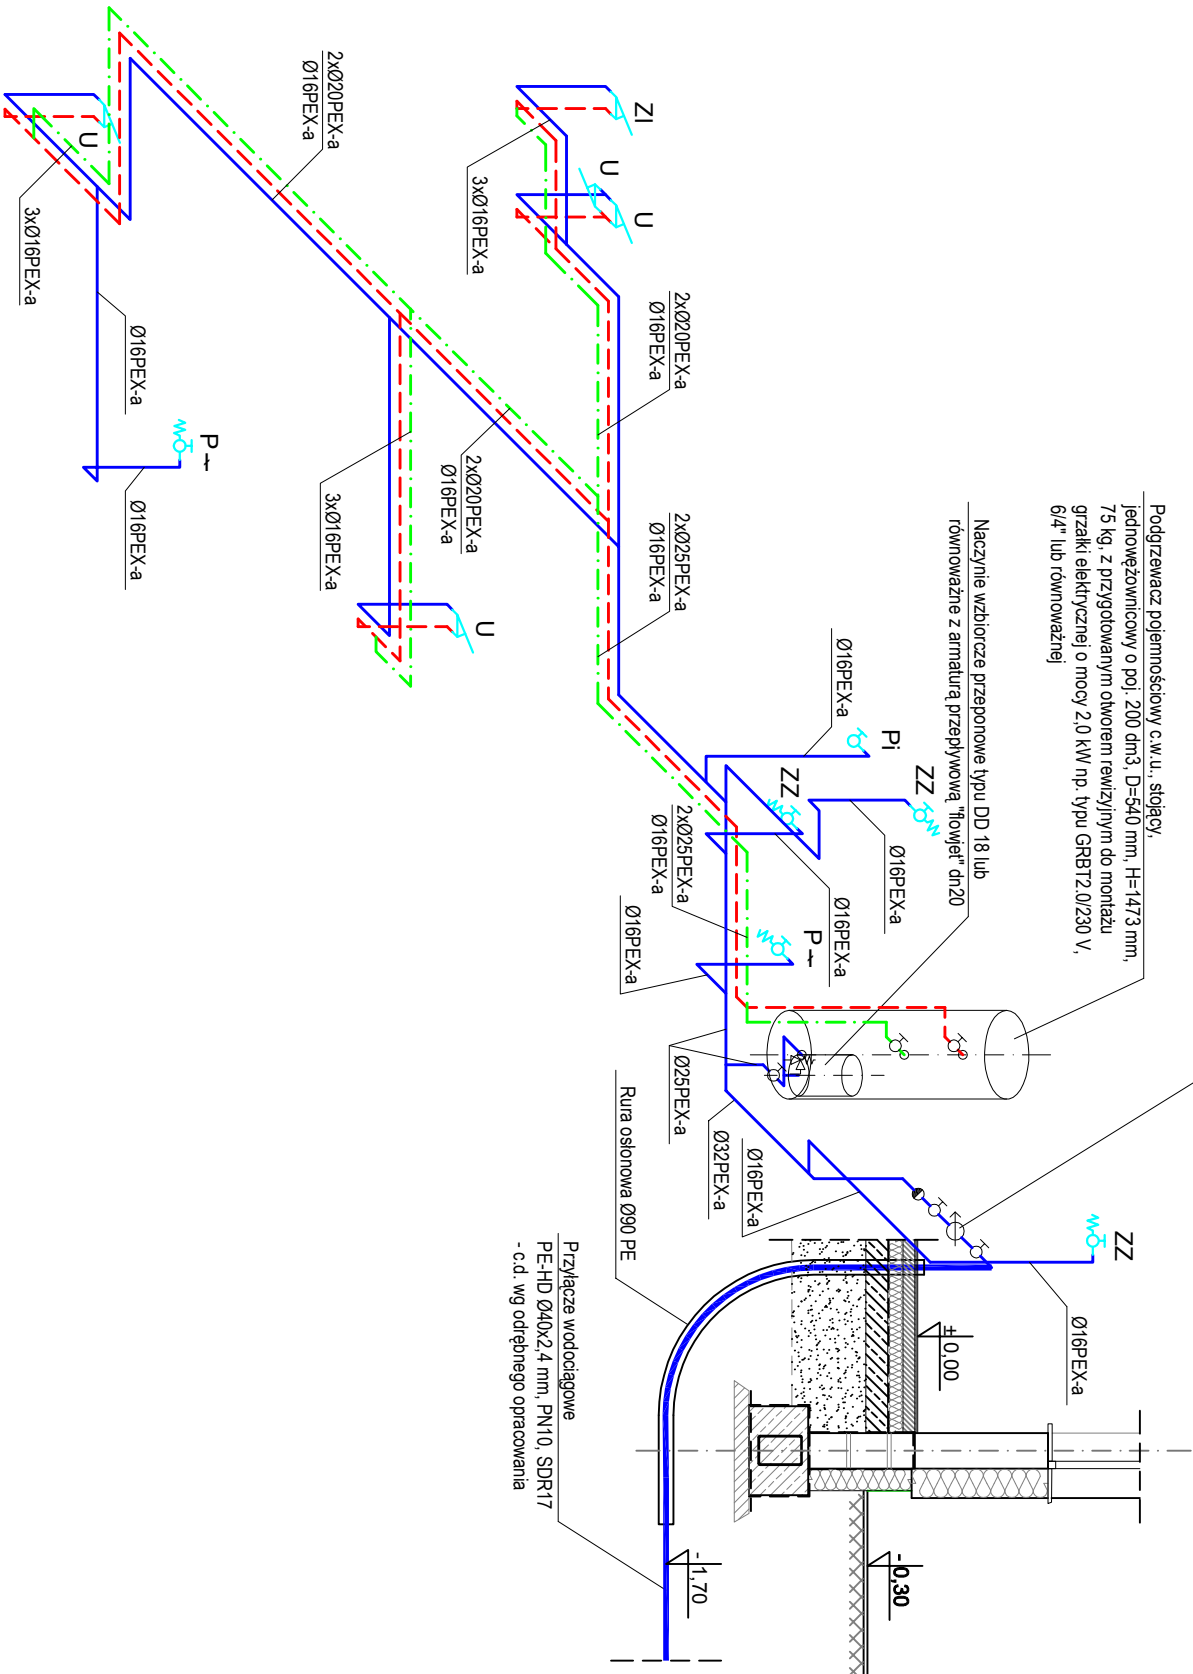 Podgrzewacz pojemnościowy c.w.u., stojący,
jednowężownicowy o poj. 200 dm3, D=540 mm, H=1473 mm,
75 kg, z przygotowanym otworem rewizyjnym do montażu
grzałki elektrycznej o mocy 2,0 kW np. typu GRBT2.0/230 V,
6/4" lub równoważnej
Naczynie wzbiorcze przeponowe typu DD 18 lub
równoważne z armaturą przepływową "flowjet" dn20
ZZ
Ø16PEX-a
ZZ
Ø16PEX-a
Pi
Ø16PEX-a
ZZ
Ø16PEX-a
P~
2xØ25PEX-a
Ø16PEX-a
Ø16PEX-a
Ø25PEX-a
Ø32PEX-a
Ø16PEX-a
Rura osłonowa Ø90 PE
Przyłącze wodociągowe
PE-HD Ø40x2,4 mm, PN10, SDR17
- c.d. wg odrębnego opracowania
± 0,00
- 0,30
- 1,70
2xØ25PEX-a
Ø16PEX-a
2xØ20PEX-a
Ø16PEX-a
ZI
U
U
3xØ16PEX-a
2xØ20PEX-a
Ø16PEX-a
U
3xØ16PEX-a
2xØ20PEX-a
Ø16PEX-a
U
3xØ16PEX-a
Ø16PEX-a
P~
Ø16PEX-a